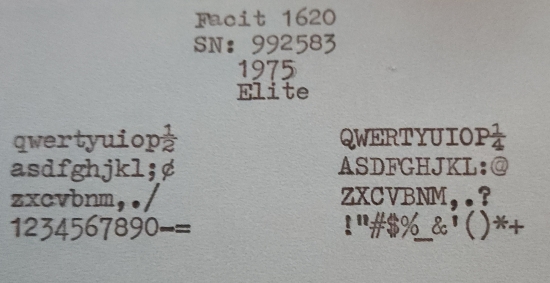 Facit 1620
SN: 992583
1975
Elite
qwertyuiop½
asdfghjkl;¢
zxcvbnm,./
1234567890-=
QWERTYUIOP¼
ASDFGHJKL:@
ZXCVBNM,.?
!"#$%_&'()*+